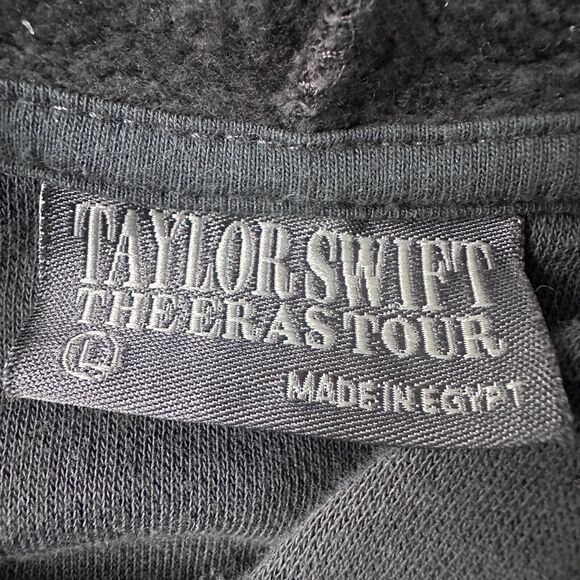 TAYLOR SWIFT
THE ERAS TOUR
L
MADE IN EGYPT